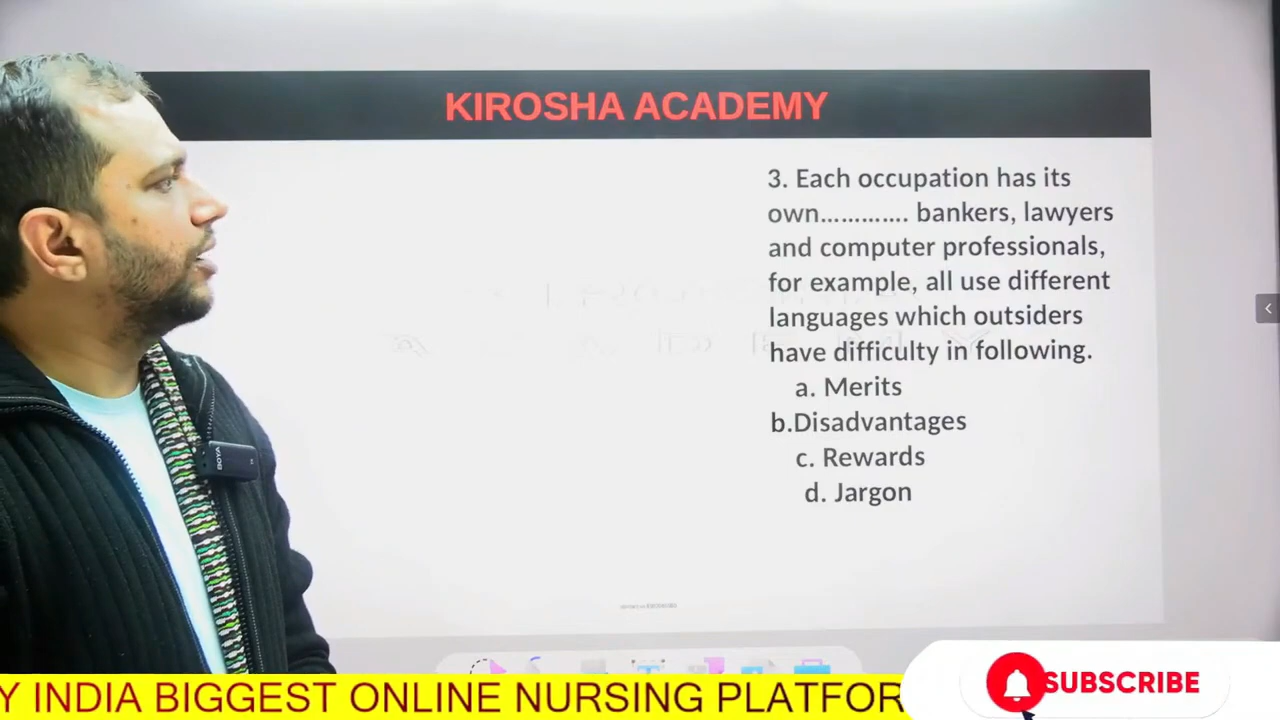 KIROSHA ACADEMY
3. Each occupation has its
own…………. bankers, lawyers
and computer professionals,
for example, all use different
languages which outsiders
have difficulty in following.
a. Merits
b.Disadvantages
c. Rewards
d. Jargon
BOYA
Y INDIA BIGGEST ONLINE NURSING PLATFOR
SUBSCRIBE